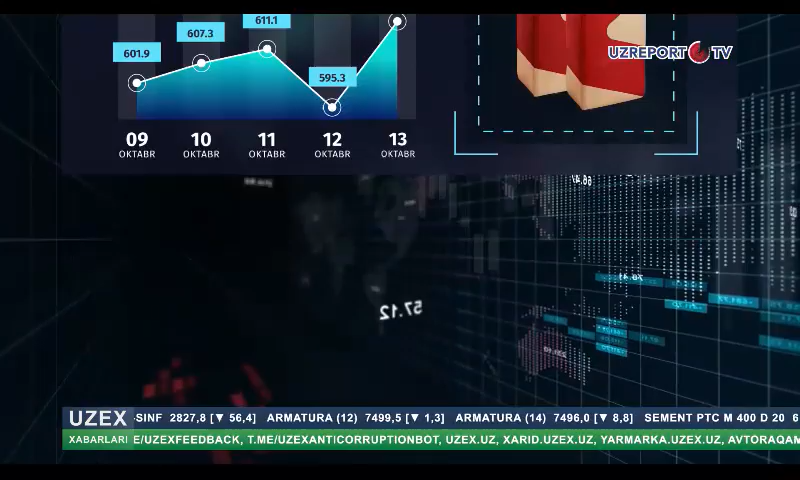 611.1
607.3
601.9
595.3
09 10 11 12 13
OKTABR OKTABR OKTABR OKTABR OKTABR
UZREPORT TV
57.12
UZEX SINF 2827,8 [▼ 56,4] ARMATURA (12) 7499,5 [▼ 1,3] ARMATURA (14) 7496,0 [▼ 8,8] SEMENT PTC M 400 D 20 6
XABARLARI E/UZEXFEEDBACK, T.ME/UZEXANTICORRUPTIONBOT, UZEX.UZ, XARID.UZEX.UZ, YARMARKA.UZEX.UZ, AVTORAQAM